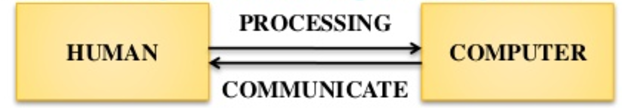 PROCESSING
HUMAN
COMPUTER
COMMUNICATE